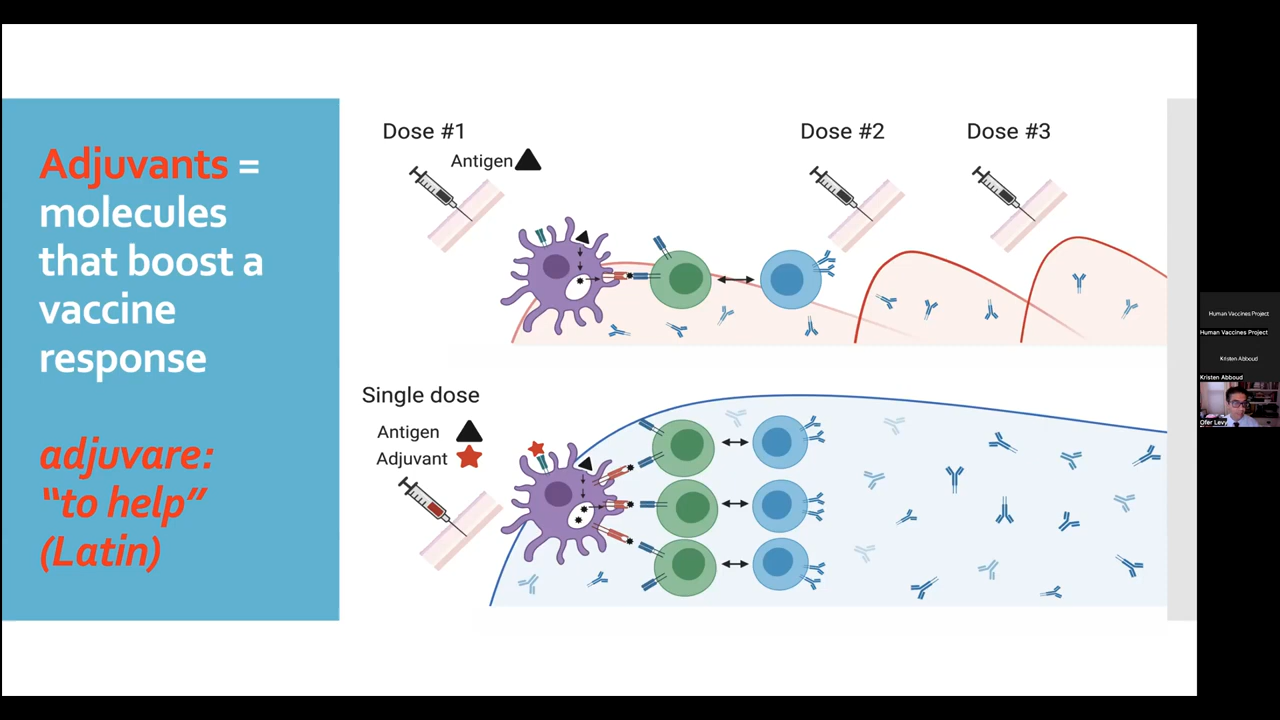 Adjuvants =
molecules
that boost a
vaccine
response
adjuvare:
“to help”
(Latin)
Dose #1
Antigen
Dose #2
Dose #3
Single dose
Antigen
Adjuvant
Human Vaccines Project
Human Vaccines Project
Kristen Abboud
Kristen Abboud
Ofer Levy